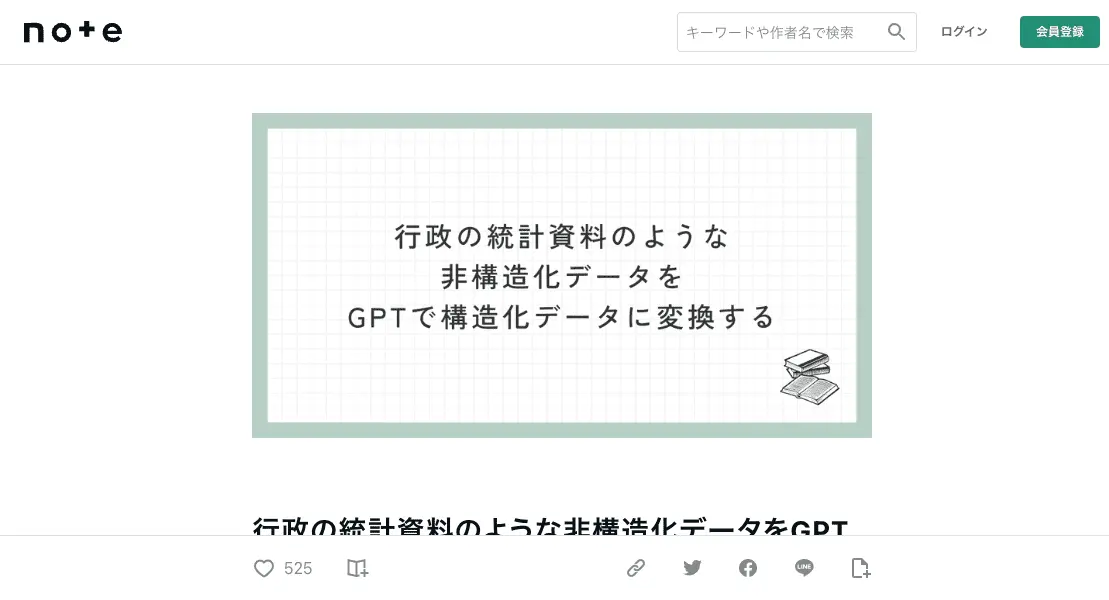 note
キーワードや作者名で検索
ログイン
会員登録
行政の統計資料のような
非構造化データを
GPTで構造化データに変換する
行政の統計資料のような非構造化データをGPT
525
LINE